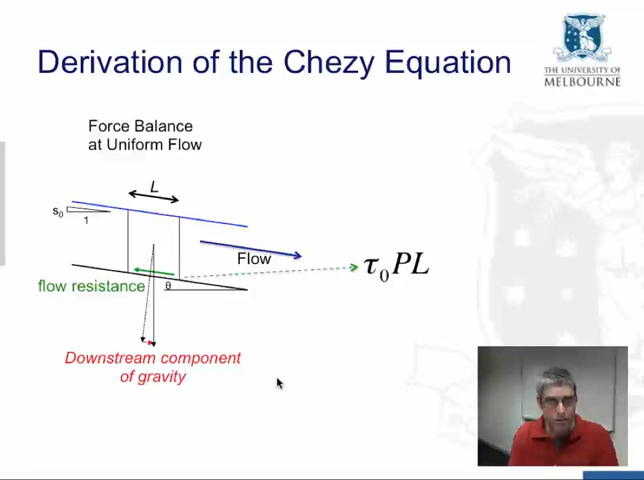 Derivation of the Chezy Equation
THE UNIVERSITY OF
MELBOURNE
Force Balance
at Uniform Flow
L
s₀
1
Flow
τ₀PL
flow resistance
θ
Downstream component
of gravity